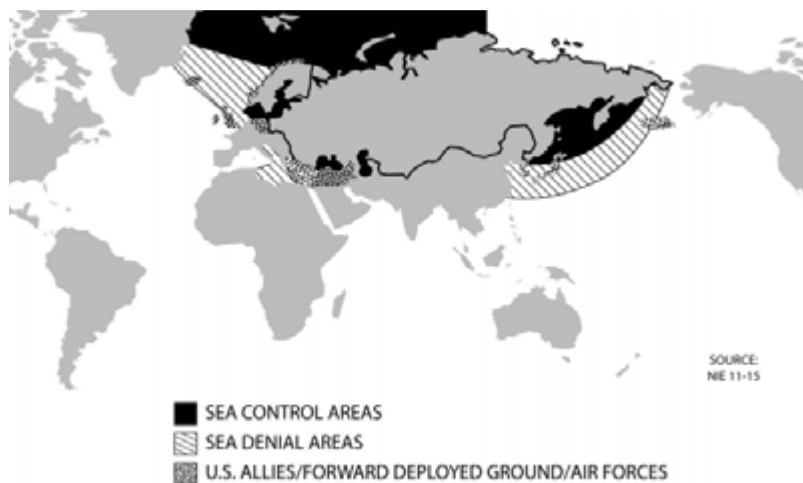 SOURCE:
NIE 11-15
SEA CONTROL AREAS
SEA DENIAL AREAS
U.S. ALLIES/FORWARD DEPLOYED GROUND/AIR FORCES